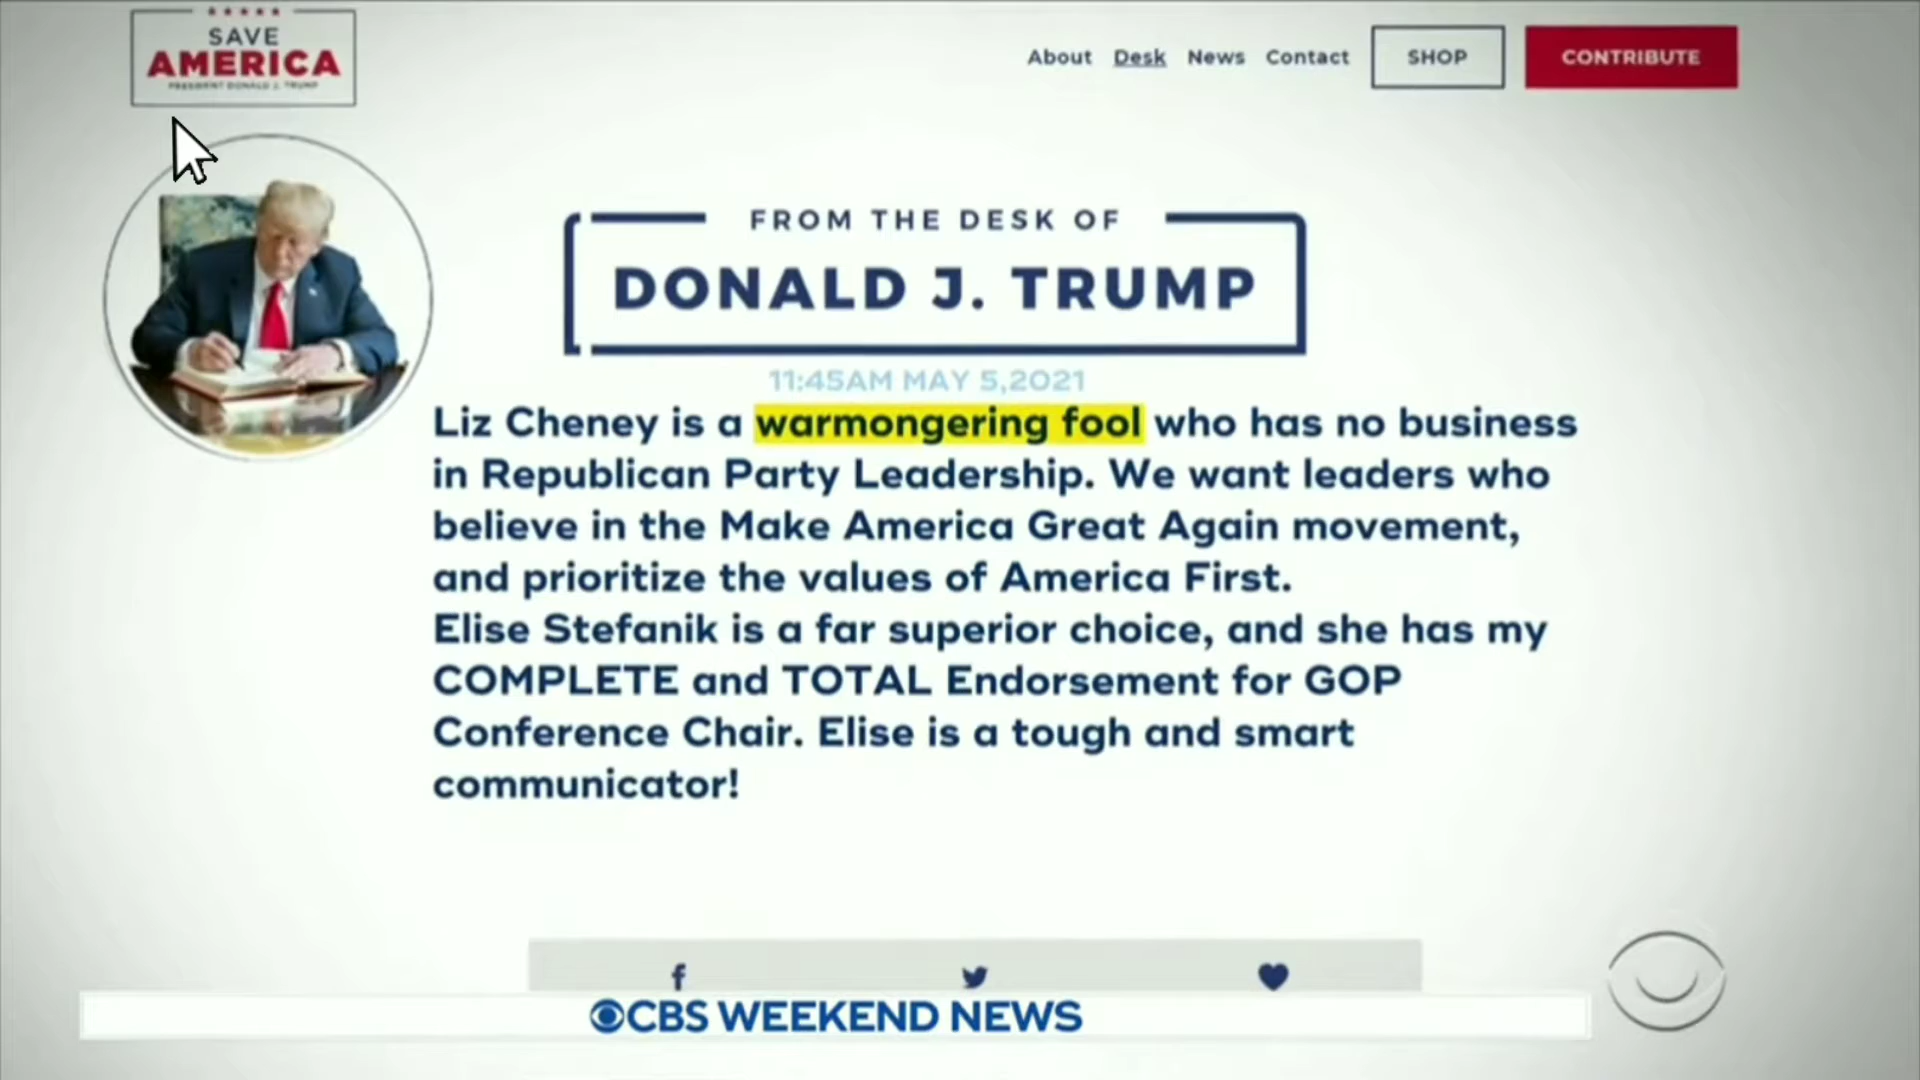 SAVE
AMERICA
PRESIDENT DONALD J. TRUMP
About Desk News Contact SHOP CONTRIBUTE
FROM THE DESK OF
DONALD J. TRUMP
11:45AM MAY 5,2021
Liz Cheney is a warmongering fool who has no business
in Republican Party Leadership. We want leaders who
believe in the Make America Great Again movement,
and prioritize the values of America First.
Elise Stefanik is a far superior choice, and she has my
COMPLETE and TOTAL Endorsement for GOP
Conference Chair. Elise is a tough and smart
communicator!
CBS WEEKEND NEWS